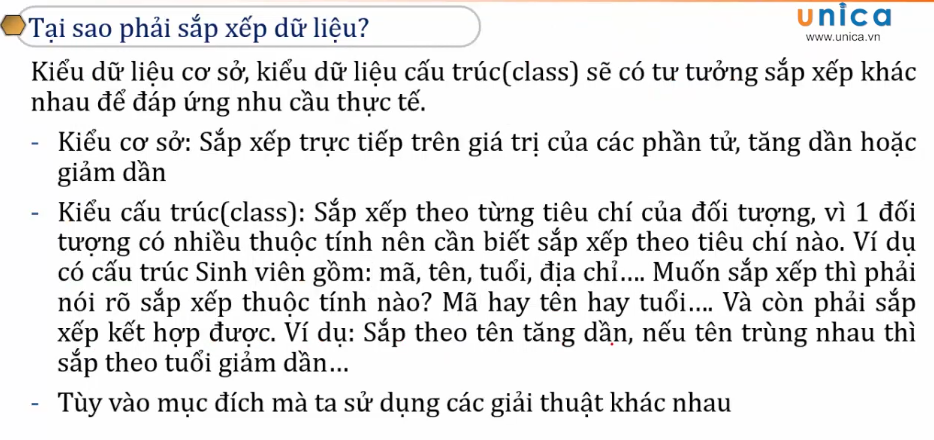 Tại sao phải sắp xếp dữ liệu?
unica
www.unica.vn
Kiểu dữ liệu cơ sở, kiểu dữ liệu cấu trúc(class) sẽ có tư tưởng sắp xếp khác
nhau để đáp ứng nhu cầu thực tế.
- Kiểu cơ sở: Sắp xếp trực tiếp trên giá trị của các phần tử, tăng dần hoặc
giảm dần
- Kiểu cấu trúc(class): Sắp xếp theo từng tiêu chí của đối tượng, vì 1 đối
tượng có nhiều thuộc tính nên cần biết sắp xếp theo tiêu chí nào. Ví dụ
có cấu trúc Sinh viên gồm: mã, tên, tuổi, địa chỉ.... Muốn sắp xếp thì phải
nói rõ sắp xếp thuộc tính nào? Mã hay tên hay tuổi.... Và còn phải sắp
xếp kết hợp được. Ví dụ: Sắp theo tên tăng dần, nếu tên trùng nhau thì
sắp theo tuổi giảm dần...
- Tùy vào mục đích mà ta sử dụng các giải thuật khác nhau